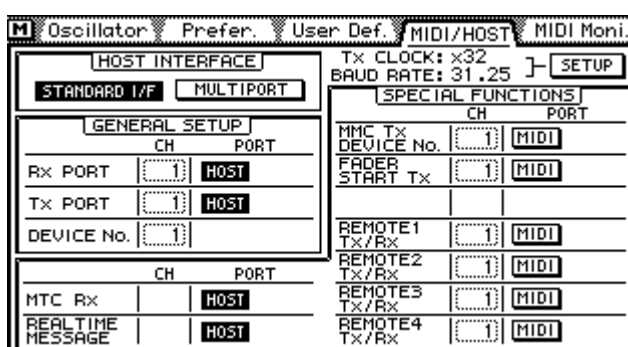 M Oscillator Prefer. User Def. MIDI/HOST MIDI Moni.
HOST INTERFACE
STANDARD I/F MULTIPORT
Tx CLOCK: x32
BAUD RATE: 31.25
SETUP
GENERAL SETUP
CH PORT
Rx PORT 1 HOST
Tx PORT 1 HOST
DEVICE No. 1
CH PORT
MTC Rx HOST
REALTIME
MESSAGE HOST
SPECIAL FUNCTIONS
CH PORT
MMC Tx
DEVICE No. 1 MIDI
FADER
START Tx 1 MIDI
REMOTE1
Tx/Rx 1 MIDI
REMOTE2
Tx/Rx 1 MIDI
REMOTE3
Tx/Rx 1 MIDI
REMOTE4
Tx/Rx 1 MIDI